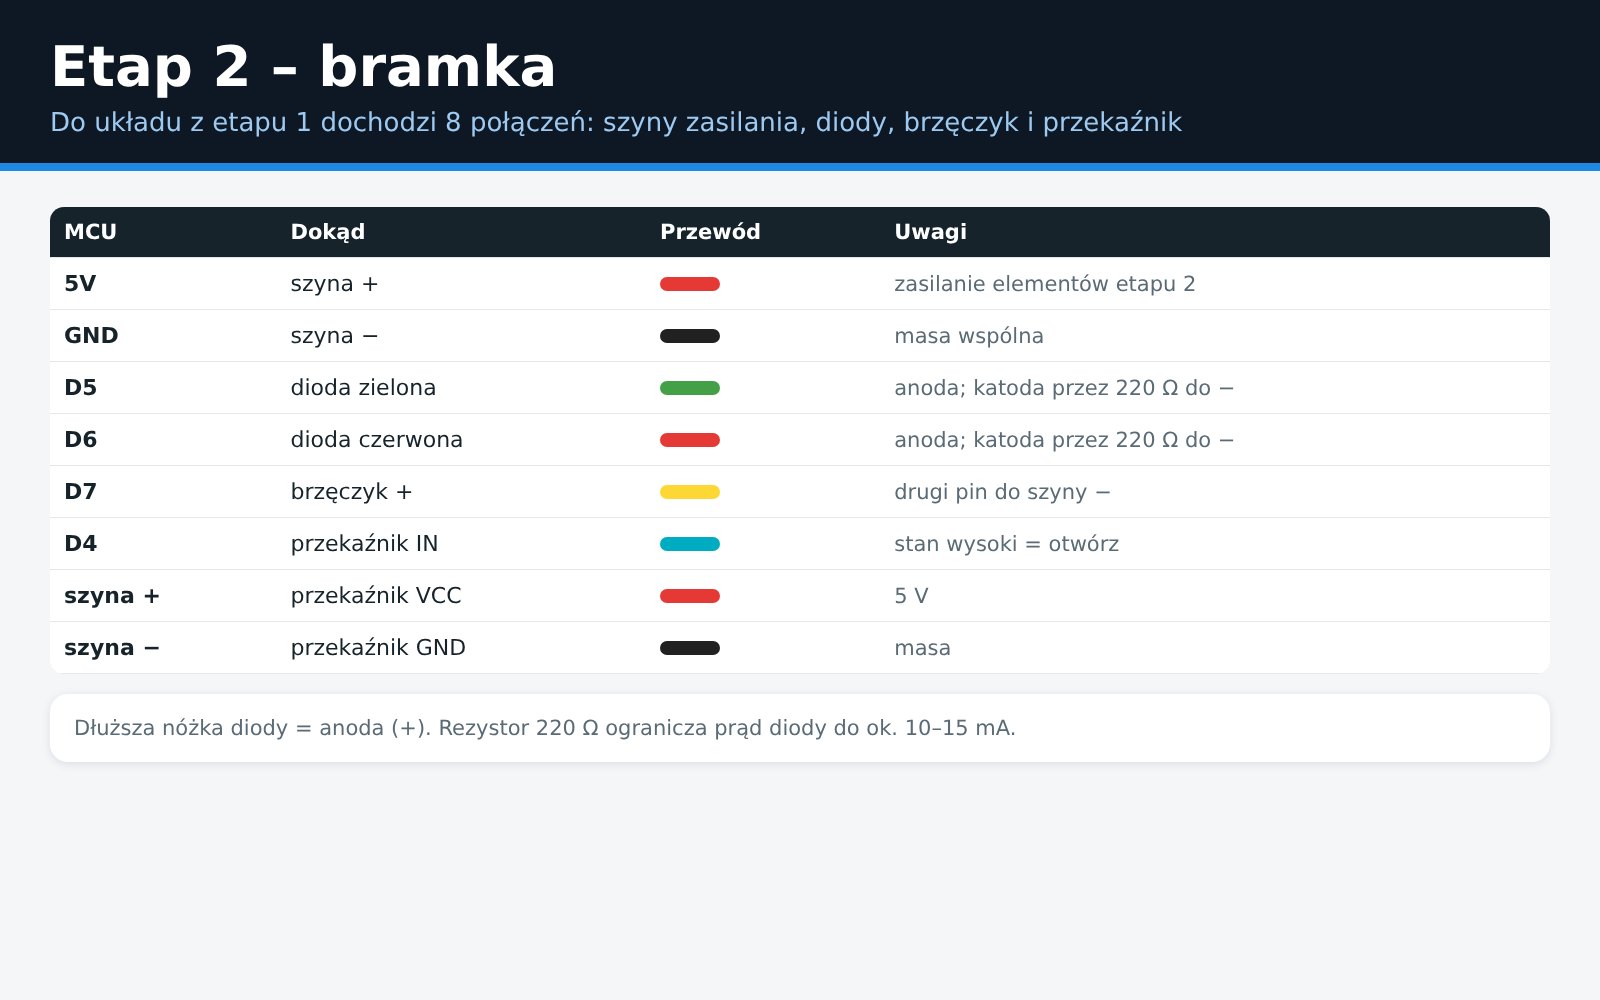 Etap 2 – bramka
Do układu z etapu 1 dochodzi 8 połączeń: szyny zasilania, diody, brzęczyk i przekaźnik
MCU Dokąd Przewód Uwagi
5V szyna + zasilanie elementów etapu 2
GND szyna − masa wspólna
D5 dioda zielona anoda; katoda przez 220 Ω do −
D6 dioda czerwona anoda; katoda przez 220 Ω do −
D7 brzęczyk + drugi pin do szyny −
D4 przekaźnik IN stan wysoki = otwórz
szyna + przekaźnik VCC 5 V
szyna − przekaźnik GND masa
Dłuższa nóżka diody = anoda (+). Rezystor 220 Ω ogranicza prąd diody do ok. 10–15 mA.